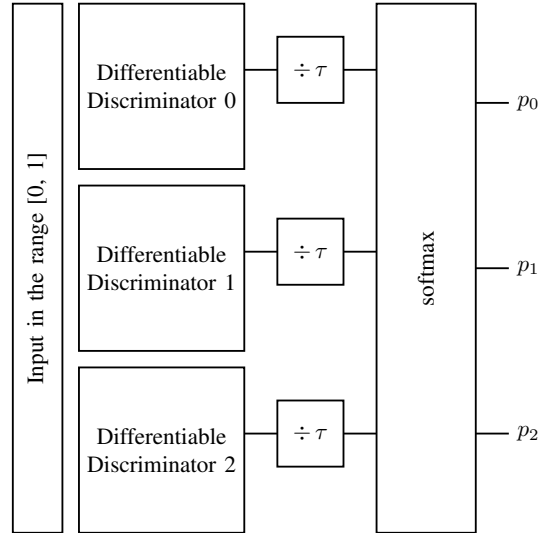 Input in the range [0, 1]
Differentiable
Discriminator 0
÷ τ
Differentiable
Discriminator 1
÷ τ
Differentiable
Discriminator 2
÷ τ
softmax
p₀
p₁
p₂